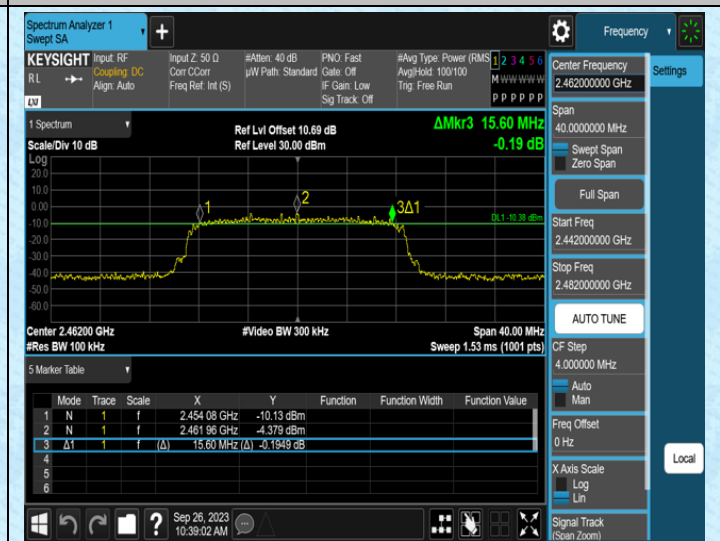 Spectrum Analyzer 1
Swept SA
+
Frequency
KEYSIGHT
RL
LXI
Input: RF
Coupling: DC
Align: Auto
Input Z: 50 Ω
Corr CCorr
Freq Ref: Int (S)
#Atten: 40 dB
µW Path: Standard
PNO: Fast
Gate: Off
IF Gain: Low
Sig Track: Off
#Avg Type: Power (RMS
Avg|Hold: 100/100
Trig: Free Run
1 2 3 4 5 6
M W W W W W
P P P P P P
1 Spectrum
Scale/Div 10 dB
Ref Lvl Offset 10.69 dB
Ref Level 30.00 dBm
ΔMkr3 15.60 MHz
-0.19 dB
Log
20.0
10.0
0.00
-10.0
-20.0
-30.0
-40.0
-50.0
-60.0
1
2
3Δ1
DL1 -10.38 dBm
Center 2.46200 GHz
#Res BW 100 kHz
#Video BW 300 kHz
Span 40.00 MHz
Sweep 1.53 ms (1001 pts)
5 Marker Table
Mode Trace Scale X Y Function Function Width Function Value
1 N 1 f 2.454 08 GHz -10.13 dBm
2 N 1 f 2.461 96 GHz -4.379 dBm
3 Δ1 1 f (Δ) 15.60 MHz (Δ) -0.1949 dB
4
5
6
Center Frequency
2.462000000 GHz
Span
40.0000000 MHz
Swept Span
Zero Span
Full Span
Start Freq
2.442000000 GHz
Stop Freq
2.482000000 GHz
AUTO TUNE
CF Step
4.000000 MHz
Auto
Man
Freq Offset
0 Hz
X Axis Scale
Log
Lin
Signal Track
(Span Zoom)
Settings
Local
?
Sep 26, 2023
10:39:02 AM